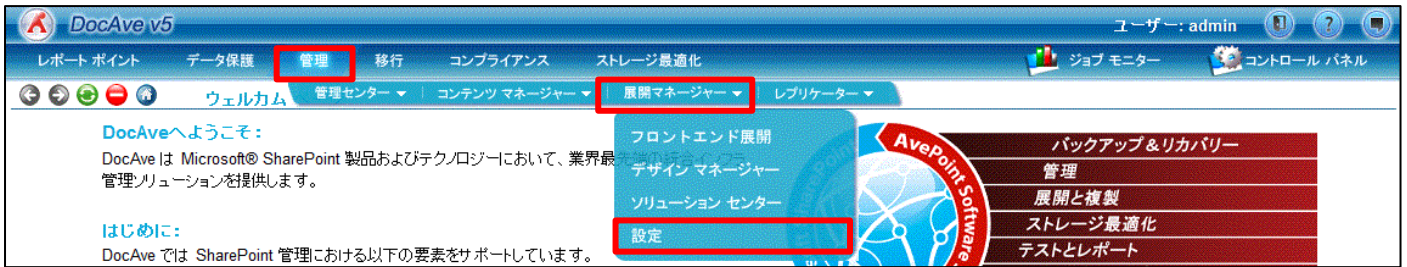 DocAve v5
ユーザー: admin
レポート ポイント データ保護 管理 移行 コンプライアンス ストレージ最適化 ジョブ モニター コントロール パネル
ウェルカム 管理センター コンテンツ マネージャー 展開マネージャー レプリケーター
フロントエンド展開
デザイン マネージャー
ソリューション センター
設定
DocAveへようこそ:
DocAve は Microsoft® SharePoint 製品およびテクノロジーにおいて、業界最
管理ソリューションを提供します。
はじめに:
DocAve では SharePoint 管理における以下の要素をサポートしています。
AvePoint Software
バックアップ&リカバリー
管理
展開と複製
ストレージ最適化
テストとレポート